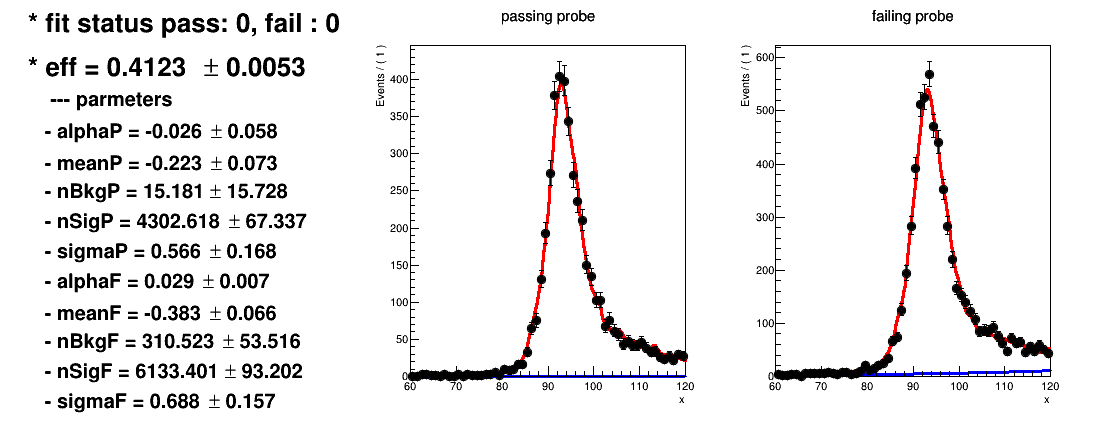 * fit status pass: 0, fail : 0
* eff = 0.4123 ± 0.0053
--- parmeters
- alphaP = -0.026 ± 0.058
- meanP = -0.223 ± 0.073
- nBkgP = 15.181 ± 15.728
- nSigP = 4302.618 ± 67.337
- sigmaP = 0.566 ± 0.168
- alphaF = 0.029 ± 0.007
- meanF = -0.383 ± 0.066
- nBkgF = 310.523 ± 53.516
- nSigF = 6133.401 ± 93.202
- sigmaF = 0.688 ± 0.157
passing probe
Events / ( 1 )
400
350
300
250
200
150
100
50
0
60 70 80 90 100 110 120
x
failing probe
Events / ( 1 )
600
500
400
300
200
100
0
60 70 80 90 100 110 120
x